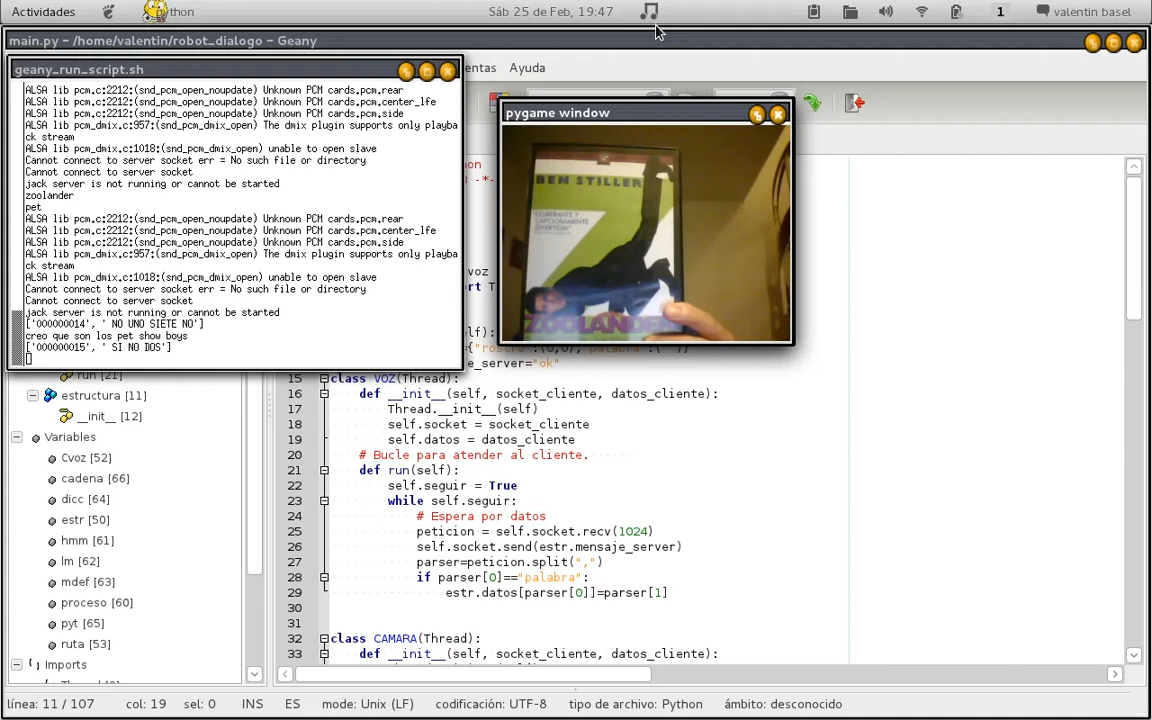 Actividades
python
Sáb 25 de Feb, 19:47
1
valentin basel
main.py - /home/valentin/robot_dialogo - Geany
geany_run_script.sh
entas
Ayuda
ALSA lib pcm.c:2212:(snd_pcm_open_noupdate) Unknown PCM cards.pcm.rear
ALSA lib pcm.c:2212:(snd_pcm_open_noupdate) Unknown PCM cards.pcm.center_lfe
ALSA lib pcm.c:2212:(snd_pcm_open_noupdate) Unknown PCM cards.pcm.side
ALSA lib pcm_dmix.c:957:(snd_pcm_dmix_open) The dmix plugin supports only playba
ck stream
ALSA lib pcm_dmix.c:1018:(snd_pcm_dmix_open) unable to open slave
Cannot connect to server socket err = No such file or directory
Cannot connect to server socket
jack server is not running or cannot be started
zoolander
pet
ALSA lib pcm.c:2212:(snd_pcm_open_noupdate) Unknown PCM cards.pcm.rear
ALSA lib pcm.c:2212:(snd_pcm_open_noupdate) Unknown PCM cards.pcm.center_lfe
ALSA lib pcm.c:2212:(snd_pcm_open_noupdate) Unknown PCM cards.pcm.side
ALSA lib pcm_dmix.c:957:(snd_pcm_dmix_open) The dmix plugin supports only playba
ck stream
ALSA lib pcm_dmix.c:1018:(snd_pcm_dmix_open) unable to open slave
Cannot connect to server socket err = No such file or directory
Cannot connect to server socket
jack server is not running or cannot be started
['000000014', ' NO UNO SIETE NO']
creo que son los pet show boys
['000000015', ' SI NO DOS']
pygame window
BEN STILLER
ZOOLANDER
on
-*-
voz
rt T
elf):
e_server="ok"
run [21]
estructura [11]
__init__ [12]
Variables
Cvoz [52]
cadena [66]
dicc [64]
estr [50]
hmm [61]
lm [62]
mdef [63]
proceso [60]
pyt [65]
ruta [53]
Imports
15 class VOZ(Thread):
16 def __init__(self, socket_cliente, datos_cliente):
17 Thread.__init__(self)
18 self.socket = socket_cliente
19 self.datos = datos_cliente
20 # Bucle para atender al cliente.
21 def run(self):
22 self.seguir = True
23 while self.seguir:
24 # Espera por datos
25 peticion = self.socket.recv(1024)
26 self.socket.send(estr.mensaje_server)
27 parser=peticion.split(",")
28 if parser[0]=="palabra":
29 estr.datos[parser[0]]=parser[1]
30
31
32 class CAMARA(Thread):
33 def __init__(self, socket_cliente, datos_cliente):
línea: 11 / 107
col: 19
sel: 0
INS
ES
mode: Unix (LF)
codificación: UTF-8
tipo de archivo: Python
ámbito: desconocido